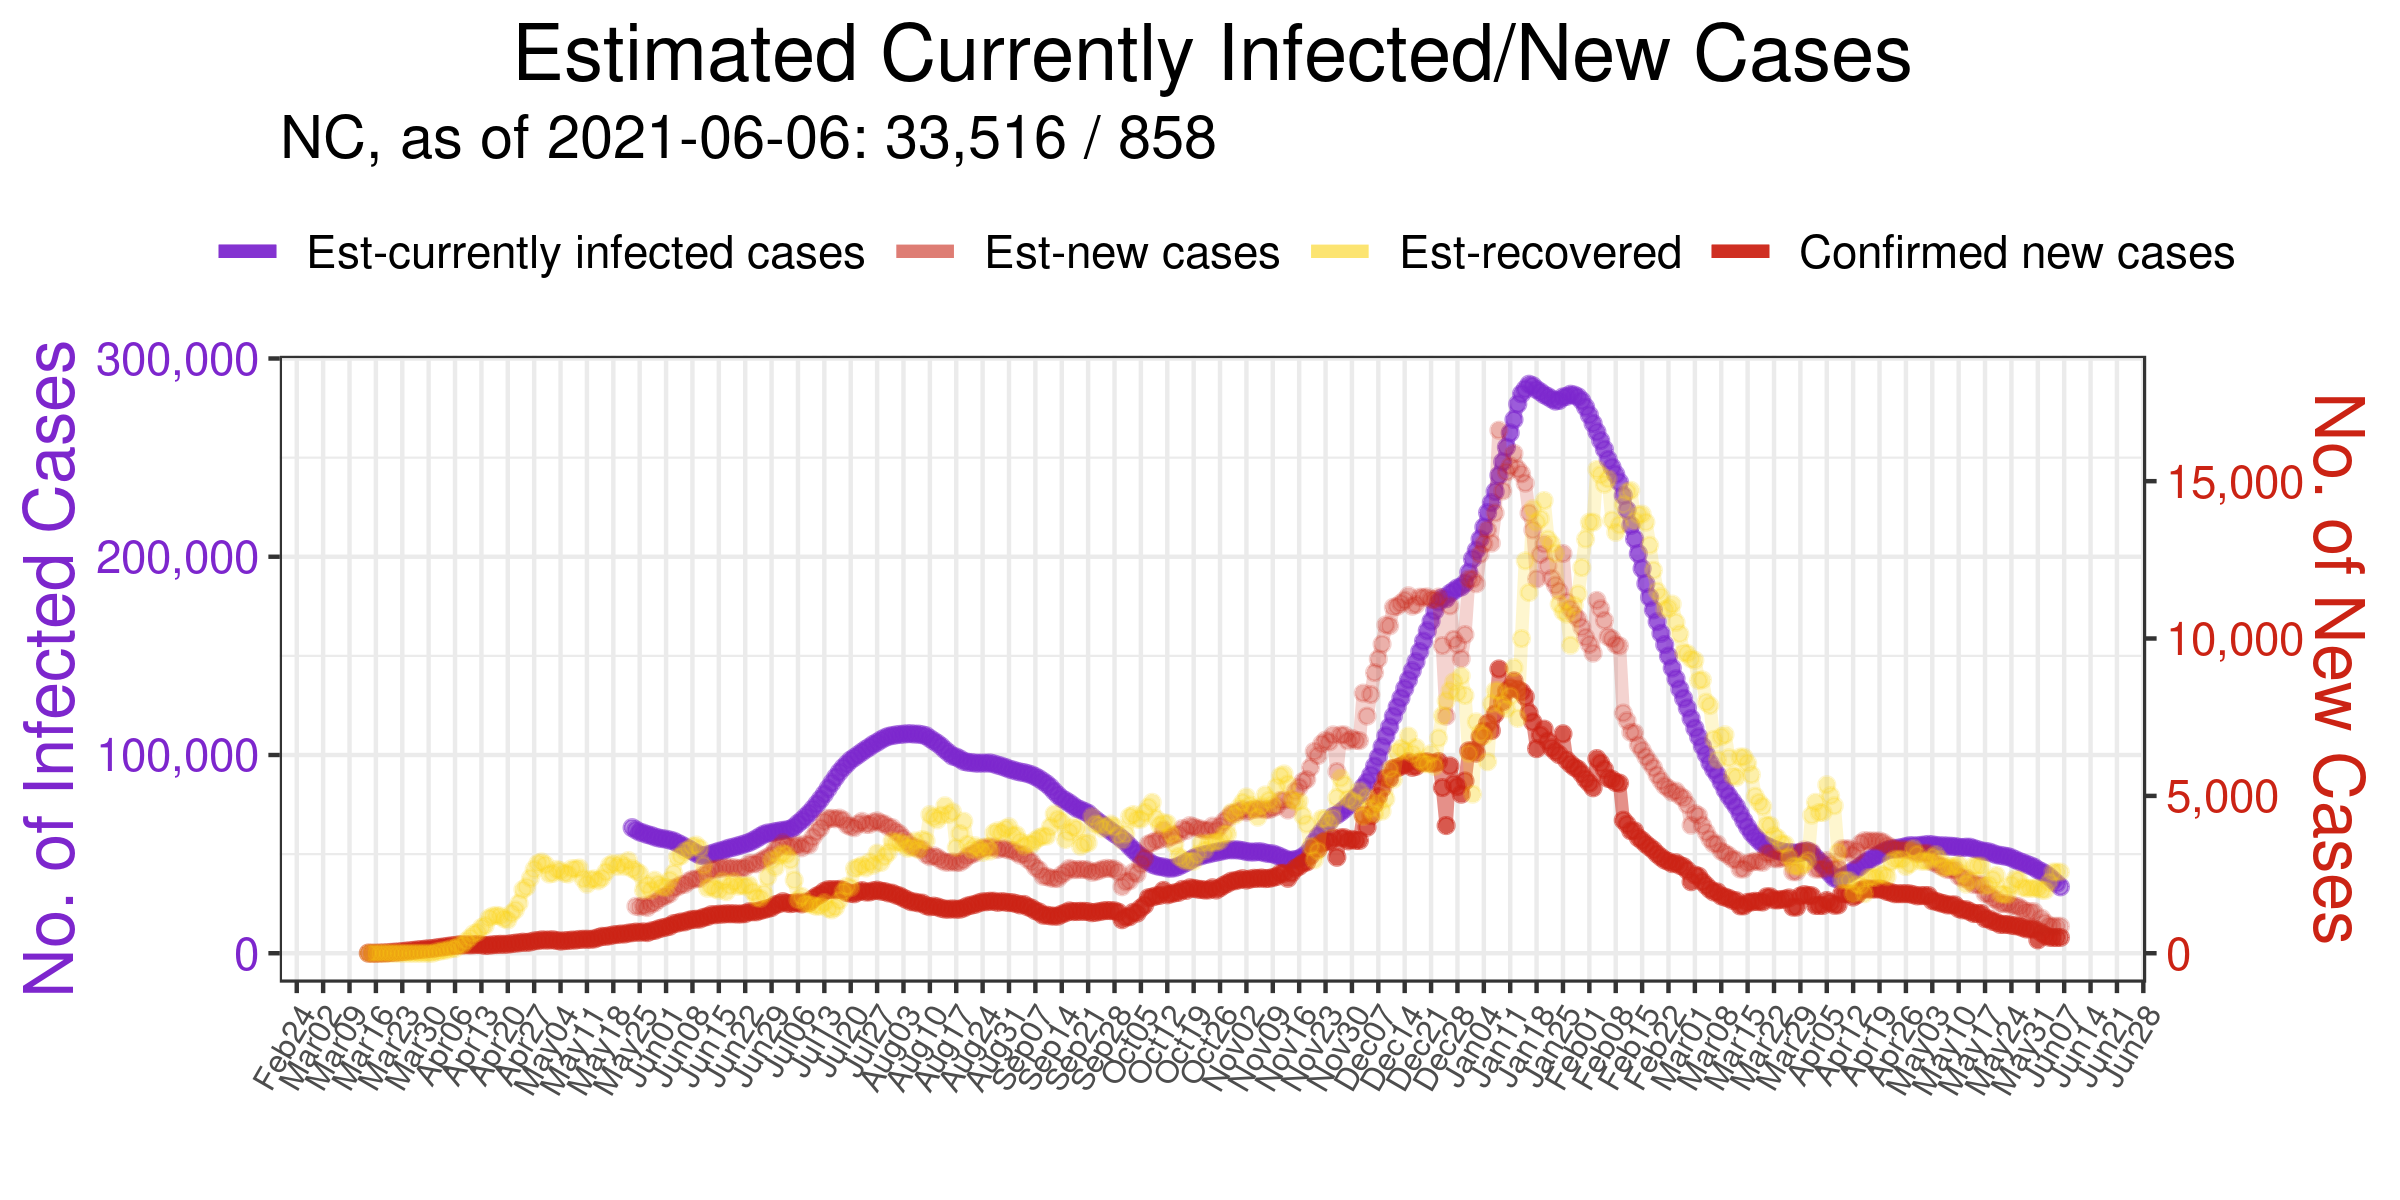 Estimated Currently Infected/New Cases
NC, as of 2021-06-06: 33,516 / 858
Est-currently infected cases Est-new cases Est-recovered Confirmed new cases
No. of Infected Cases
300,000
200,000
100,000
0
15,000
10,000
5,000
0
No. of New Cases
Feb24
Mar02
Mar09
Mar16
Mar23
Mar30
Apr06
Apr13
Apr20
Apr27
May04
May11
May18
May25
Jun01
Jun08
Jun15
Jun22
Jun29
Jul06
Jul13
Jul20
Jul27
Aug03
Aug10
Aug17
Aug24
Aug31
Sep07
Sep14
Sep21
Sep28
Oct05
Oct12
Oct19
Oct26
Nov02
Nov09
Nov16
Nov23
Nov30
Dec07
Dec14
Dec21
Dec28
Jan04
Jan11
Jan18
Jan25
Feb01
Feb08
Feb15
Feb22
Mar01
Mar08
Mar15
Mar22
Mar29
Apr05
Apr12
Apr19
Apr26
May03
May10
May17
May24
May31
Jun07
Jun14
Jun21
Jun28